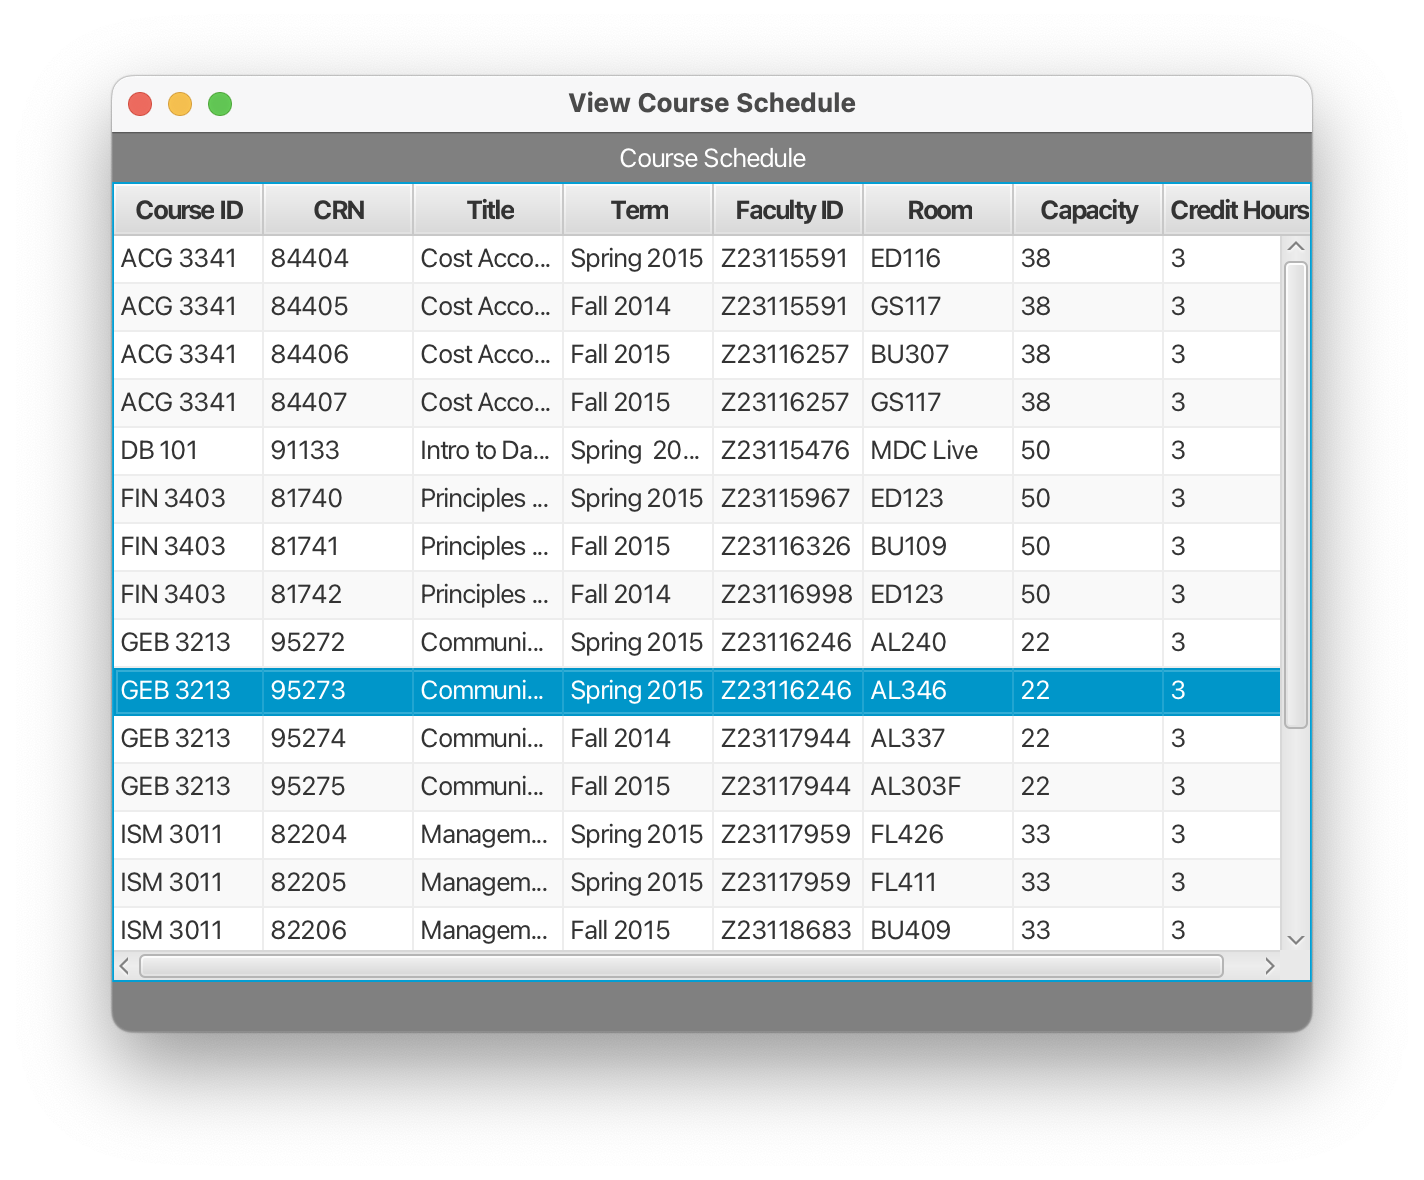 View Course Schedule
Course Schedule
Course ID CRN Title Term Faculty ID Room Capacity Credit Hours
ACG 3341 84404 Cost Acco... Spring 2015 Z23115591 ED116 38 3
ACG 3341 84405 Cost Acco... Fall 2014 Z23115591 GS117 38 3
ACG 3341 84406 Cost Acco... Fall 2015 Z23116257 BU307 38 3
ACG 3341 84407 Cost Acco... Fall 2015 Z23116257 GS117 38 3
DB 101 91133 Intro to Da... Spring  20... Z23115476 MDC Live 50 3
FIN 3403 81740 Principles ... Spring 2015 Z23115967 ED123 50 3
FIN 3403 81741 Principles ... Fall 2015 Z23116326 BU109 50 3
FIN 3403 81742 Principles ... Fall 2014 Z23116998 ED123 50 3
GEB 3213 95272 Communi... Spring 2015 Z23116246 AL240 22 3
GEB 3213 95273 Communi... Spring 2015 Z23116246 AL346 22 3
GEB 3213 95274 Communi... Fall 2014 Z23117944 AL337 22 3
GEB 3213 95275 Communi... Fall 2015 Z23117944 AL303F 22 3
ISM 3011 82204 Managem... Spring 2015 Z23117959 FL426 33 3
ISM 3011 82205 Managem... Spring 2015 Z23117959 FL411 33 3
ISM 3011 82206 Managem... Fall 2015 Z23118683 BU409 33 3